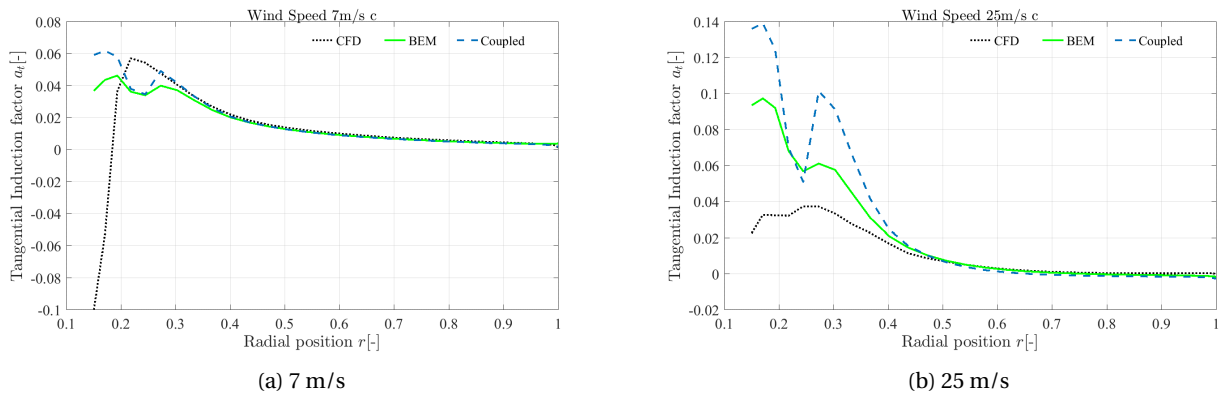 Wind Speed 7m/s c
CFD BEM Coupled
Tangential Induction factor a_t[-]
0.08
0.06
0.04
0.02
0
-0.02
-0.04
-0.06
-0.08
-0.1
0.1 0.2 0.3 0.4 0.5 0.6 0.7 0.8 0.9 1
Radial position r[-]
(a) 7 m/s
Wind Speed 25m/s c
CFD BEM Coupled
Tangential Induction factor a_t[-]
0.14
0.12
0.1
0.08
0.06
0.04
0.02
0
-0.02
0.1 0.2 0.3 0.4 0.5 0.6 0.7 0.8 0.9 1
Radial position r[-]
(b) 25 m/s